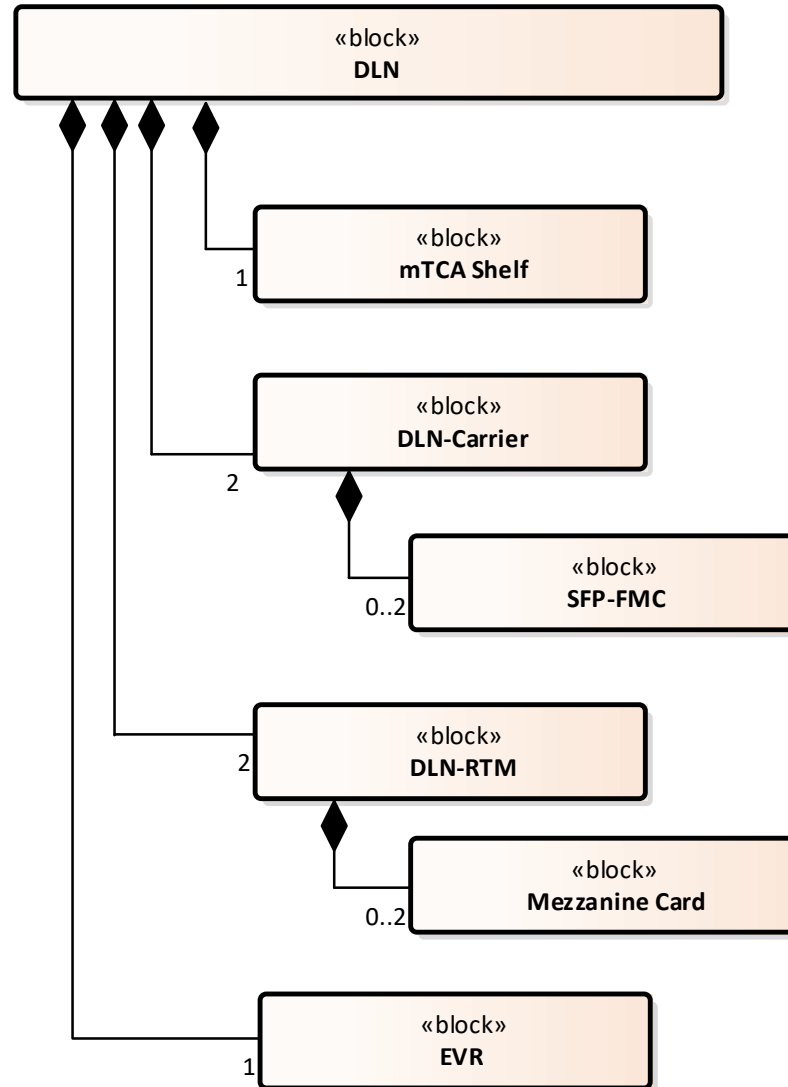 «block»
DLN
«block»
mTCA Shelf
1
«block»
DLN-Carrier
2
«block»
SFP-FMC
0..2
«block»
DLN-RTM
2
«block»
Mezzanine Card
0..2
«block»
EVR
1